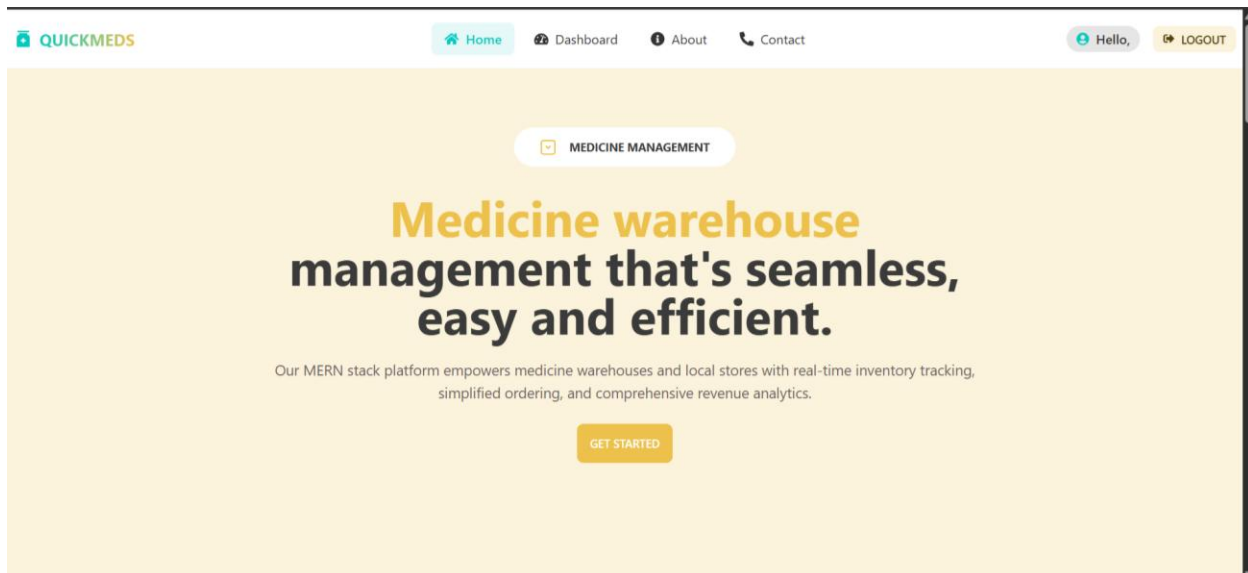 QUICKMEDS
Home
Dashboard
About
Contact
Hello,
LOGOUT
MEDICINE MANAGEMENT
Medicine warehouse
management that's seamless,
easy and efficient.
Our MERN stack platform empowers medicine warehouses and local stores with real-time inventory tracking,
simplified ordering, and comprehensive revenue analytics.
GET STARTED